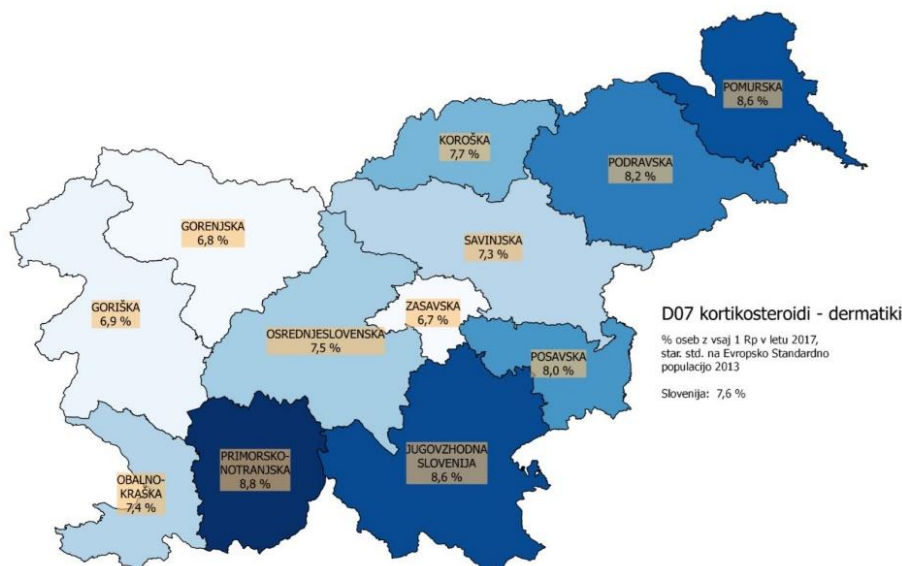 POMURSKA
8,6 %
KOROŠKA
7,7 %
PODRAVSKA
8,2 %
GORENJSKA
6,8 %
SAVINJSKA
7,3 %
GORIŠKA
6,9 %
ZASAVSKA
6,7 %
OSREDNJESLOVENSKA
7,5 %
POSAVSKA
8,0 %
PRIMORSKO-
NOTRANJSKA
8,8 %
JUGOVZHODNA
SLOVENIJA
8,6 %
OBALNO-
KRAŠKA
7,4 %
D07 kortikosteroidi - dermatiki
% oseb z vsaj 1 Rp v letu 2017,
star. std. na Evropsko Standardno
populacijo 2013
Slovenija: 7,6 %